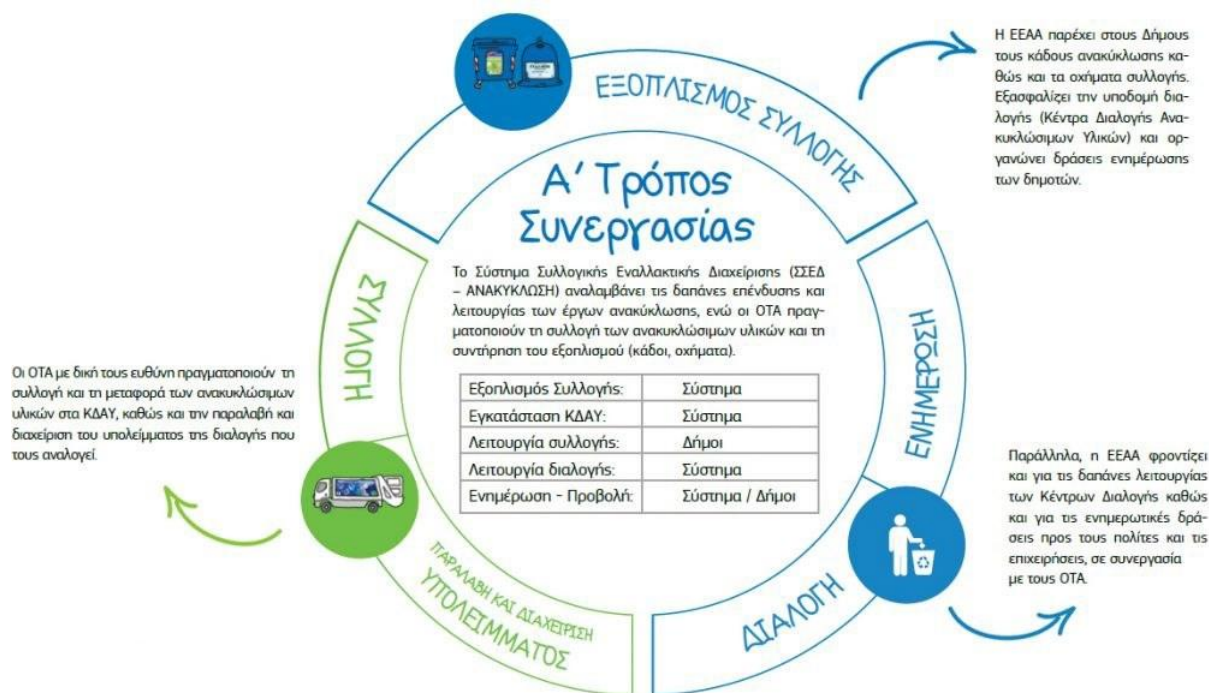 ΕΞΟΠΛΙΣΜΟΣ ΣΥΛΛΟΓΗΣ
Η ΕΕΑΑ παρέχει στους Δήμους
τους κάδους ανακύκλωσης κα-
θώς και τα οχήματα συλλογής.
Εξασφαλίζει την υποδομή δια-
λογής (Κέντρα Διαλογής Ανα-
κυκλώσιμων Υλικών) και ορ-
γανώνει δράσεις ενημέρωσης
των δημοτών.
Α΄ Τρόπος
Συνεργασίας
Το Σύστημα Συλλογικής Εναλλακτικής Διαχείρισης (ΣΣΕΔ
– ΑΝΑΚΥΚΛΩΣΗ) αναλαμβάνει τις δαπάνες επένδυσης και
λειτουργίας των έργων ανακύκλωσης, ενώ οι ΟΤΑ πραγ-
ματοποιούν τη συλλογή των ανακυκλώσιμων υλικών και τη
συντήρηση του εξοπλισμού (κάδοι, οχήματα).
Εξοπλισμός Συλλογής: Σύστημα
Εγκατάσταση ΚΔΑΥ: Σύστημα
Λειτουργία συλλογής: Δήμοι
Λειτουργία διαλογής: Σύστημα
Ενημέρωση - Προβολή: Σύστημα / Δήμοι
ΣΥΛΛΟΓΗ
ΕΝΗΜΕΡΩΣΗ
Οι ΟΤΑ με δική τους ευθύνη πραγματοποιούν τη
συλλογή και τη μεταφορά των ανακυκλώσιμων
υλικών στα ΚΔΑΥ, καθώς και την παραλαβή και
διαχείριση του υπολείμματος της διαλογής που
τους αναλογεί.
Παράλληλα, η ΕΕΑΑ φροντίζει
και για τις δαπάνες λειτουργίας
των Κέντρων Διαλογής καθώς
και για τις ενημερωτικές δρά-
σεις προς τους πολίτες και τις
επιχειρήσεις, σε συνεργασία
με τους ΟΤΑ.
ΠΑΡΑΛΑΒΗ ΚΑΙ ΔΙΑΧΕΙΡΙΣΗ
ΥΠΟΛΕΙΜΜΑΤΟΣ
ΔΙΑΛΟΓΗ